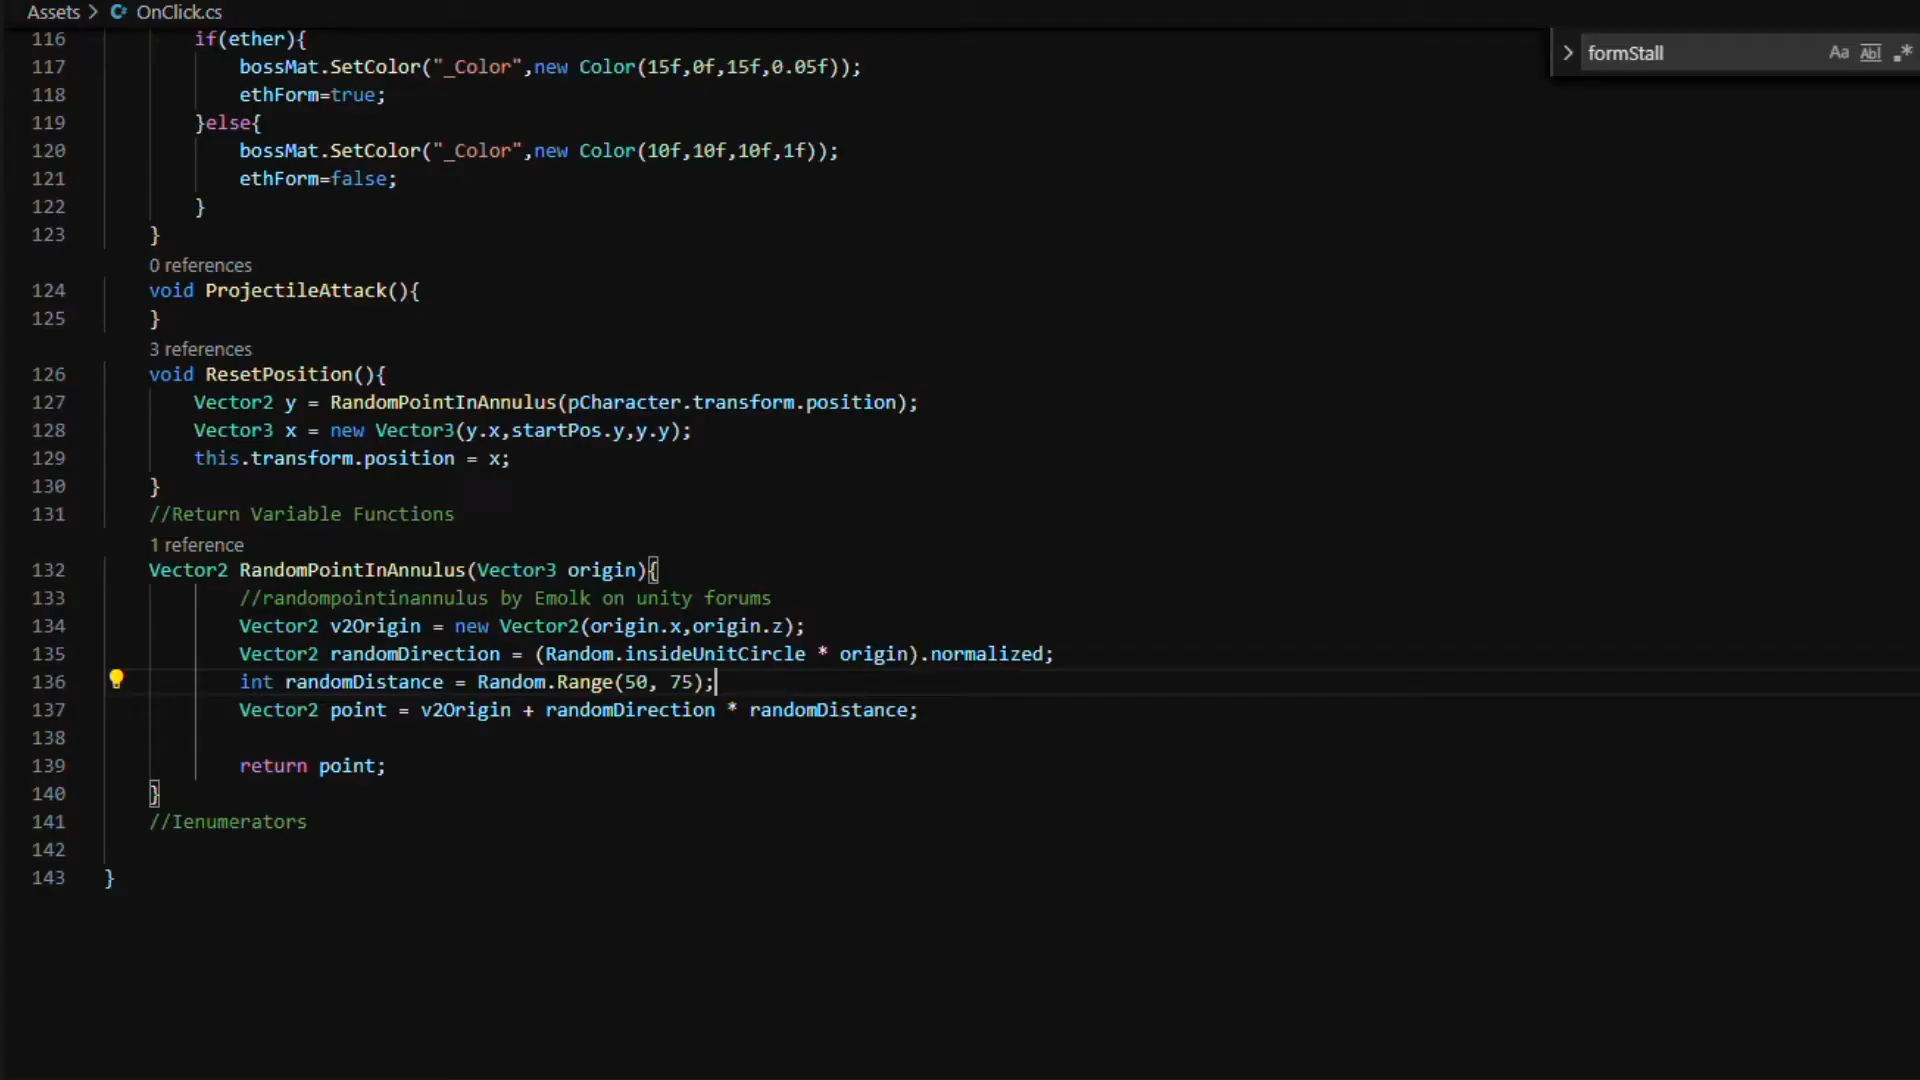 Assets > OnClick.cs
formStall Aa Abl .*
116 if(ether){
117 bossMat.SetColor("_Color",new Color(15f,0f,15f,0.05f));
118 ethForm=true;
119 }else{
120 bossMat.SetColor("_Color",new Color(10f,10f,10f,1f));
121 ethForm=false;
122 }
123 }
0 references
124 void ProjectileAttack(){
125 }
3 references
126 void ResetPosition(){
127 Vector2 y = RandomPointInAnnulus(pCharacter.transform.position);
128 Vector3 x = new Vector3(y.x,startPos.y,y.y);
129 this.transform.position = x;
130 }
131 //Return Variable Functions
1 reference
132 Vector2 RandomPointInAnnulus(Vector3 origin){
133 //randompointinannulus by Emolk on unity forums
134 Vector2 v2Origin = new Vector2(origin.x,origin.z);
135 Vector2 randomDirection = (Random.insideUnitCircle * origin).normalized;
136 int randomDistance = Random.Range(50, 75);
137 Vector2 point = v2Origin + randomDirection * randomDistance;
138
139 return point;
140 }
141 //Ienumerators
142
143 }